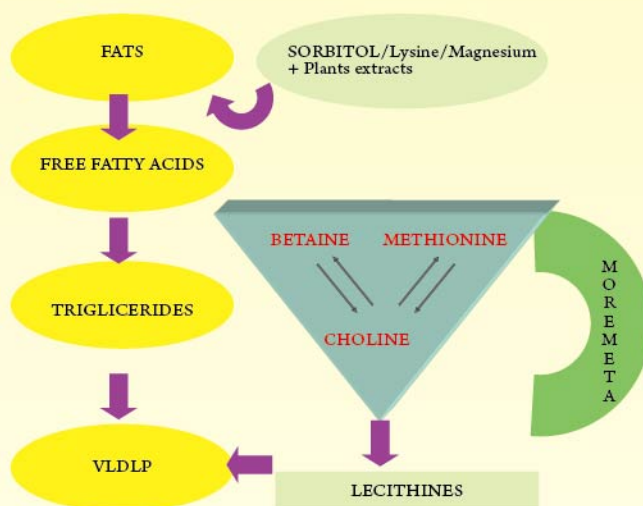 FATS
SORBITOL/Lysine/Magnesium
+ Plants extracts
FREE FATTY ACIDS
BETAINE
METHIONINE
CHOLINE
TRIGLICERIDES
MOREMETA
VLDLP
LECITHINES